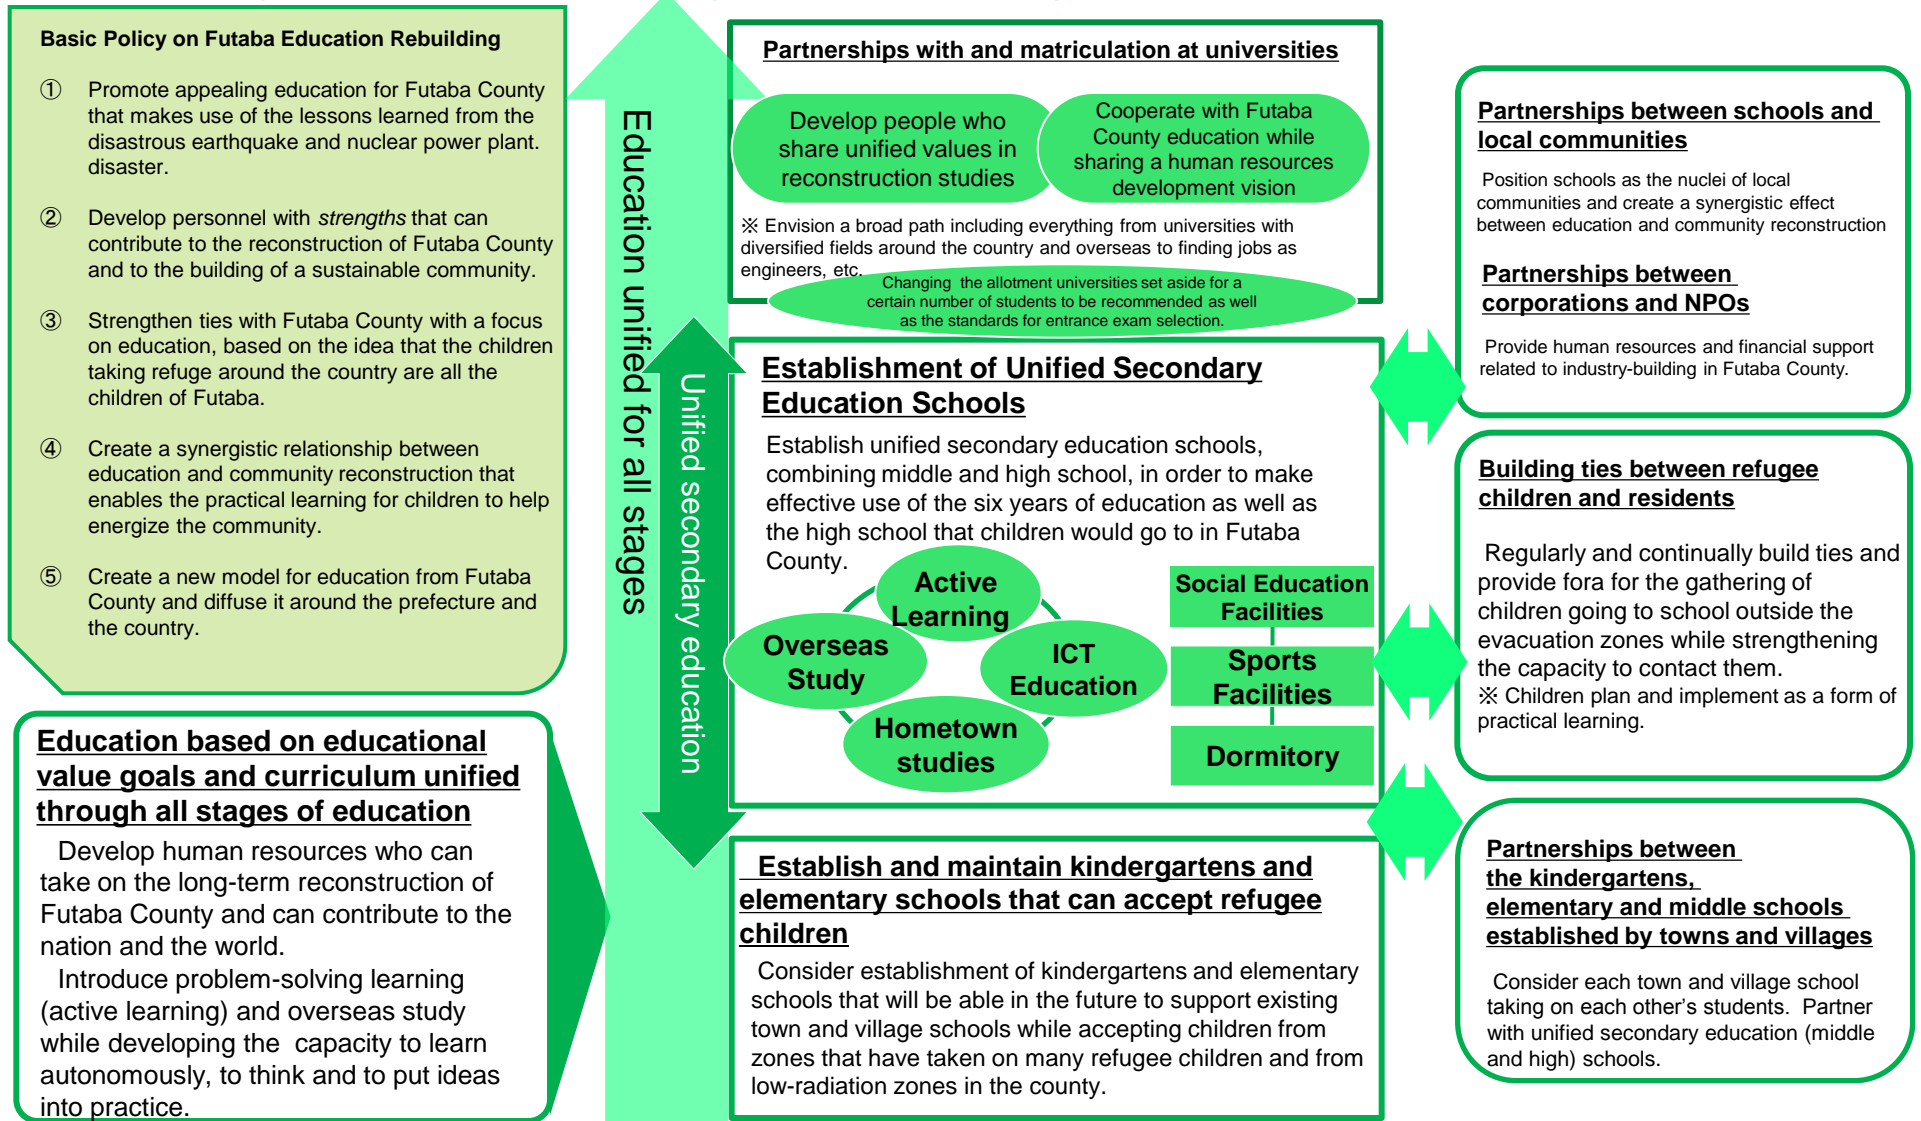 Basic Policy on Futaba Education Rebuilding
① Promote appealing education for Futaba County
that makes use of the lessons learned from the
disastrous earthquake and nuclear power plant.
disaster.
② Develop personnel with strengths that can
contribute to the reconstruction of Futaba County
and to the building of a sustainable community.
③ Strengthen ties with Futaba County with a focus
on education, based on the idea that the children
taking refuge around the country are all the
children of Futaba.
④ Create a synergistic relationship between
education and community reconstruction that
enables the practical learning for children to help
energize the community.
⑤ Create a new model for education from Futaba
County and diffuse it around the prefecture and
the country.
Education based on educational
value goals and curriculum unified
through all stages of education
Develop human resources who can
take on the long-term reconstruction of
Futaba County and can contribute to the
nation and the world.
Introduce problem-solving learning
(active learning) and overseas study
while developing the capacity to learn
autonomously, to think and to put ideas
into practice.
Education unified for all stages
Unified secondary education
Partnerships with and matriculation at universities
Develop people who
share unified values in
reconstruction studies
Cooperate with Futaba
County education while
sharing a human resources
development vision
※ Envision a broad path including everything from universities with
diversified fields around the country and overseas to finding jobs as
engineers, etc.
Changing the allotment universities set aside for a
certain number of students to be recommended as well
as the standards for entrance exam selection.
Establishment of Unified Secondary
Education Schools
Establish unified secondary education schools,
combining middle and high school, in order to make
effective use of the six years of education as well as
the high school that children would go to in Futaba
County.
Active
Learning
Overseas
Study
ICT
Education
Hometown
studies
Social Education
Facilities
Sports
Facilities
Dormitory
Establish and maintain kindergartens and
elementary schools that can accept refugee
children
Consider establishment of kindergartens and elementary
schools that will be able in the future to support existing
town and village schools while accepting children from
zones that have taken on many refugee children and from
low-radiation zones in the county.
Partnerships between schools and
local communities
Position schools as the nuclei of local
communities and create a synergistic effect
between education and community reconstruction
Partnerships between
corporations and NPOs
Provide human resources and financial support
related to industry-building in Futaba County.
Building ties between refugee
children and residents
Regularly and continually build ties and
provide fora for the gathering of
children going to school outside the
evacuation zones while strengthening
the capacity to contact them.
※ Children plan and implement as a form of
practical learning.
Partnerships between
the kindergartens,
elementary and middle schools
established by towns and villages
Consider each town and village school
taking on each other’s students. Partner
with unified secondary education (middle
and high) schools.